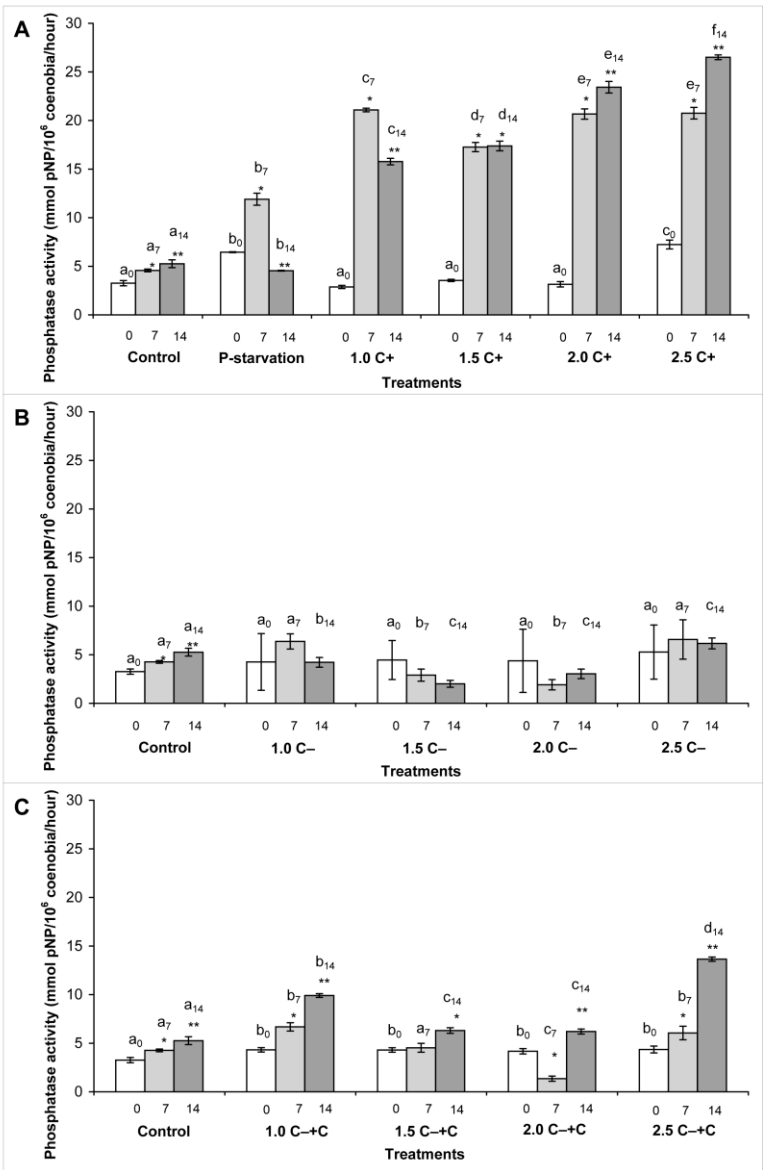 A
Phosphatase activity (mmol pNP/10⁶ coenobia/hour)
30
25
20
15
10
5
0
a₀ a₇ * a₁₄ **
b₀ b₇ * b₁₄ **
a₀ c₇ * c₁₄ **
a₀ d₇ * d₁₄ *
a₀ e₇ * e₁₄ **
c₀ e₇ * f₁₄ **
0 7 14 0 7 14 0 7 14 0 7 14 0 7 14 0 7 14
Control P-starvation 1.0 C+ 1.5 C+ 2.0 C+ 2.5 C+
Treatments
B
Phosphatase activity (mmol pNP/10⁶ coenobia/hour)
30
25
20
15
10
5
0
a₀ a₇ * a₁₄ **
a₀ a₇ b₁₄
a₀ b₇ c₁₄
a₀ b₇ c₁₄
a₀ a₇ c₁₄
0 7 14 0 7 14 0 7 14 0 7 14 0 7 14
Control 1.0 C– 1.5 C– 2.0 C– 2.5 C–
Treatments
C
Phosphatase activity (mmol pNP/10⁶ coenobia/hour)
30
25
20
15
10
5
0
a₀ a₇ * a₁₄ **
b₀ b₇ * b₁₄ **
b₀ a₇ c₁₄ *
b₀ c₇ * c₁₄ **
b₀ b₇ * d₁₄ **
0 7 14 0 7 14 0 7 14 0 7 14 0 7 14
Control 1.0 C–+C 1.5 C–+C 2.0 C–+C 2.5 C–+C
Treatments